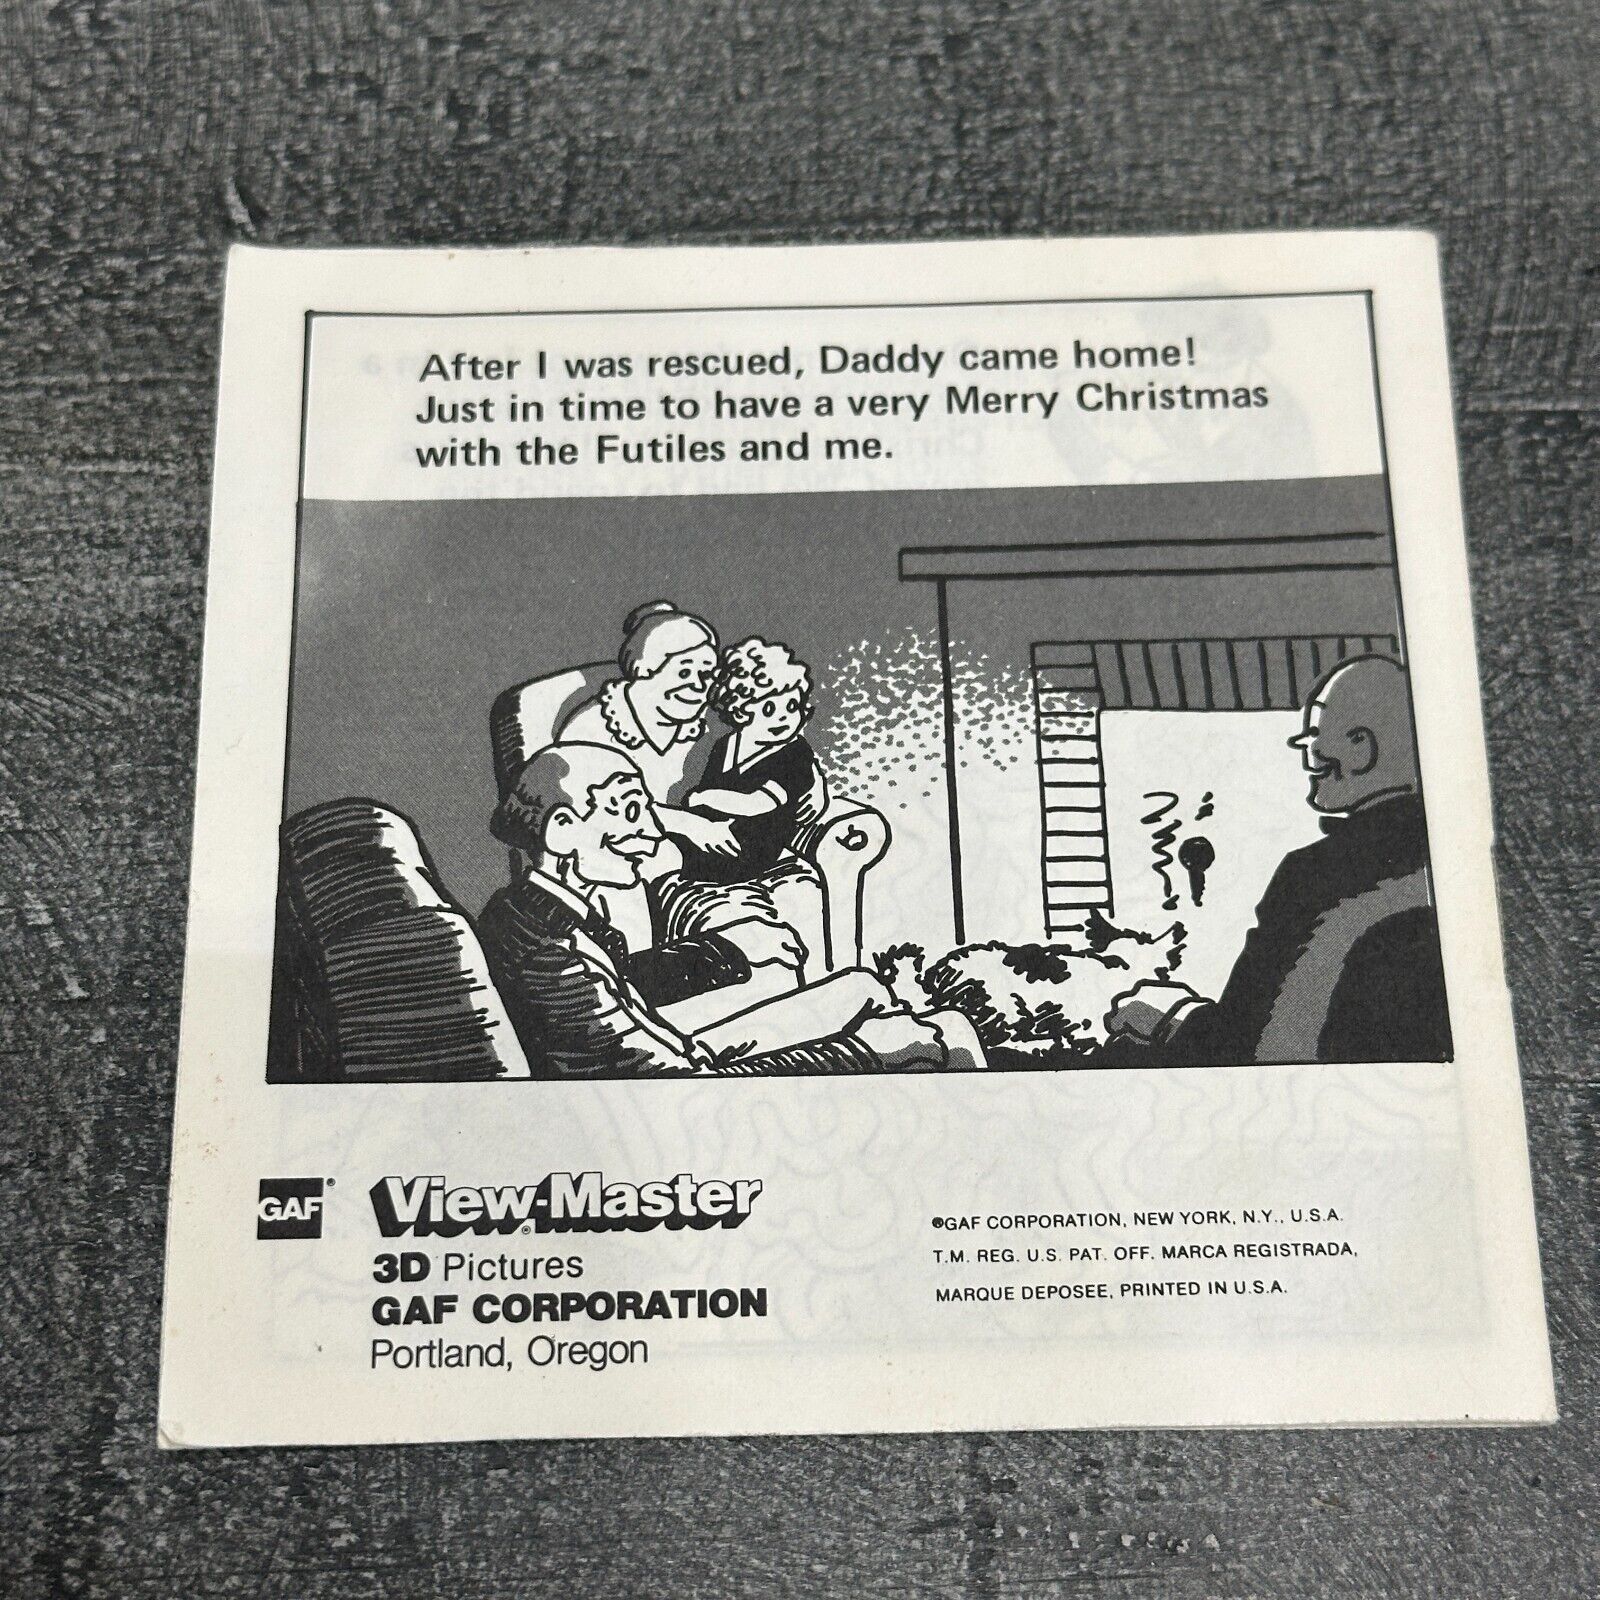 After I was rescued, Daddy came home!
Just in time to have a very Merry Christmas
with the Futiles and me.
GAF®
View-Master®
3D Pictures
GAF CORPORATION
Portland, Oregon
©GAF CORPORATION, NEW YORK, N.Y., U.S.A.
T.M. REG. U.S. PAT. OFF. MARCA REGISTRADA,
MARQUE DEPOSEE, PRINTED IN U.S.A.